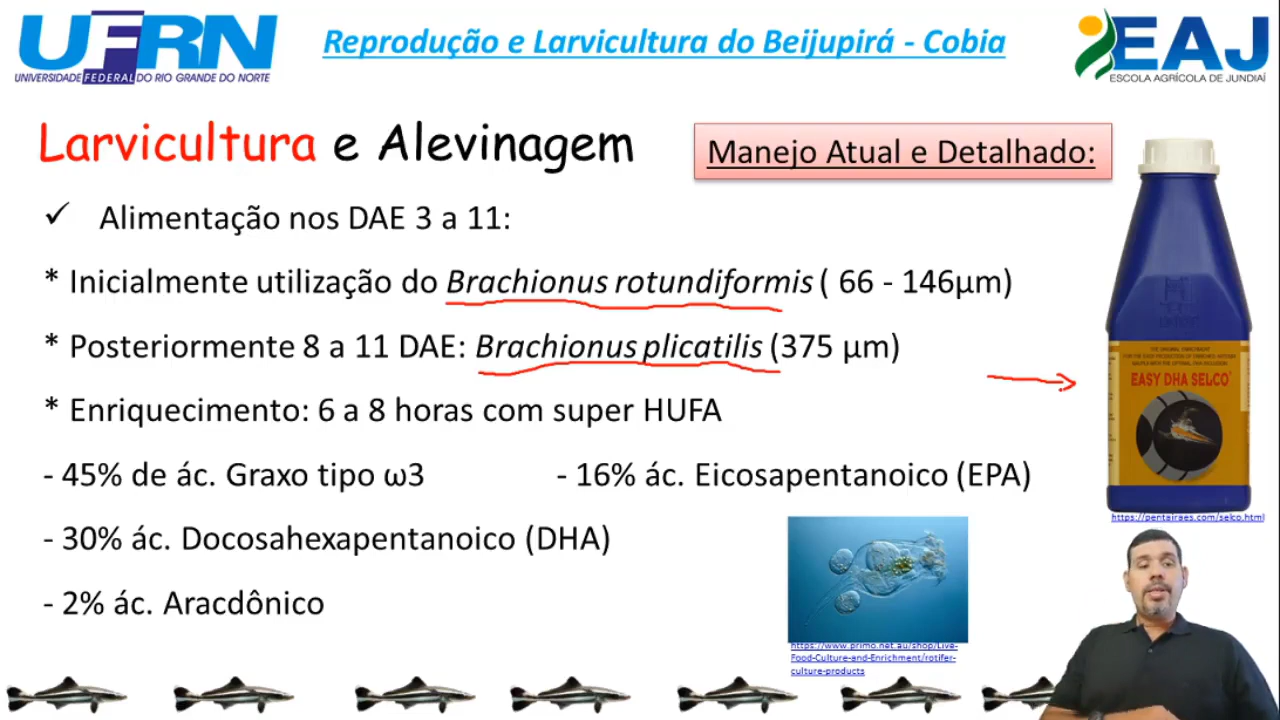 UFRN
UNIVERSIDADE FEDERAL DO RIO GRANDE DO NORTE
Reprodução e Larvicultura do Beijupirá - Cobia
EAJ
ESCOLA AGRÍCOLA DE JUNDIAÍ
Larvicultura e Alevinagem
Manejo Atual e Detalhado:
✓ Alimentação nos DAE 3 a 11:
* Inicialmente utilização do Brachionus rotundiformis ( 66 - 146µm)
* Posteriormente 8 a 11 DAE: Brachionus plicatilis (375 µm)
* Enriquecimento: 6 a 8 horas com super HUFA
- 45% de ác. Graxo tipo ω3 - 16% ác. Eicosapentanoico (EPA)
- 30% ác. Docosahexapentanoico (DHA)
- 2% ác. Aracdônico
EASY DHA SELCO
https://pentairaes.com/selco.html
https://www.primo.net.au/shop/Live-
Food-Culture-and-Enrichment/rotifer-
culture-products